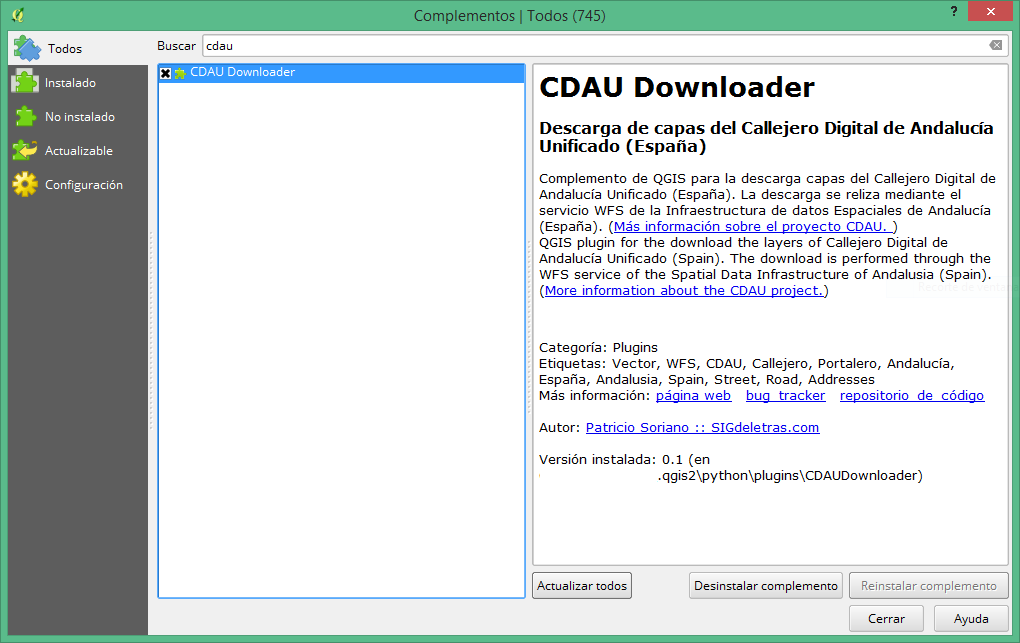 Complementos | Todos (745)
?
Todos
Instalado
No instalado
Actualizable
Configuración
Buscar
cdau
CDAU Downloader
CDAU Downloader
Descarga de capas del Callejero Digital de Andalucía
Unificado (España)
Complemento de QGIS para la descarga capas del Callejero Digital de
Andalucía Unificado (España). La descarga se reliza mediante el
servicio WFS de la Infraestructura de datos Espaciales de Andalucía
(España). (Más información sobre el proyecto CDAU. )
QGIS plugin for the download the layers of Callejero Digital de
Andalucía Unificado (Spain). The download is performed through the
WFS service of the Spatial Data Infrastructure of Andalusia (Spain).
(More information about the CDAU project.)
Categoría: Plugins
Etiquetas: Vector, WFS, CDAU, Callejero, Portalero, Andalucía,
España, Andalusia, Spain, Street, Road, Addresses
Más información: página web bug_tracker repositorio_de_código
Autor: Patricio Soriano :: SIGdeletras.com
Versión instalada: 0.1 (en
.qgis2\python\plugins\CDAUDownloader)
Actualizar todos
Desinstalar complemento
Reinstalar complemento
Cerrar
Ayuda